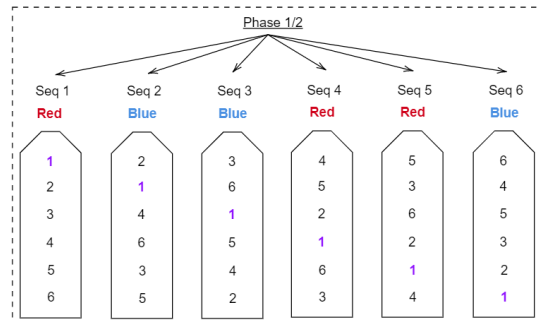 Phase 1/2
Seq 1 Seq 2 Seq 3 Seq 4 Seq 5 Seq 6
Red Blue Blue Red Red Blue
1 2 3 4 5 6
2 1 6 5 3 4
3 4 1 2 6 5
4 6 5 1 2 3
5 3 4 6 1 2
6 5 2 3 4 1